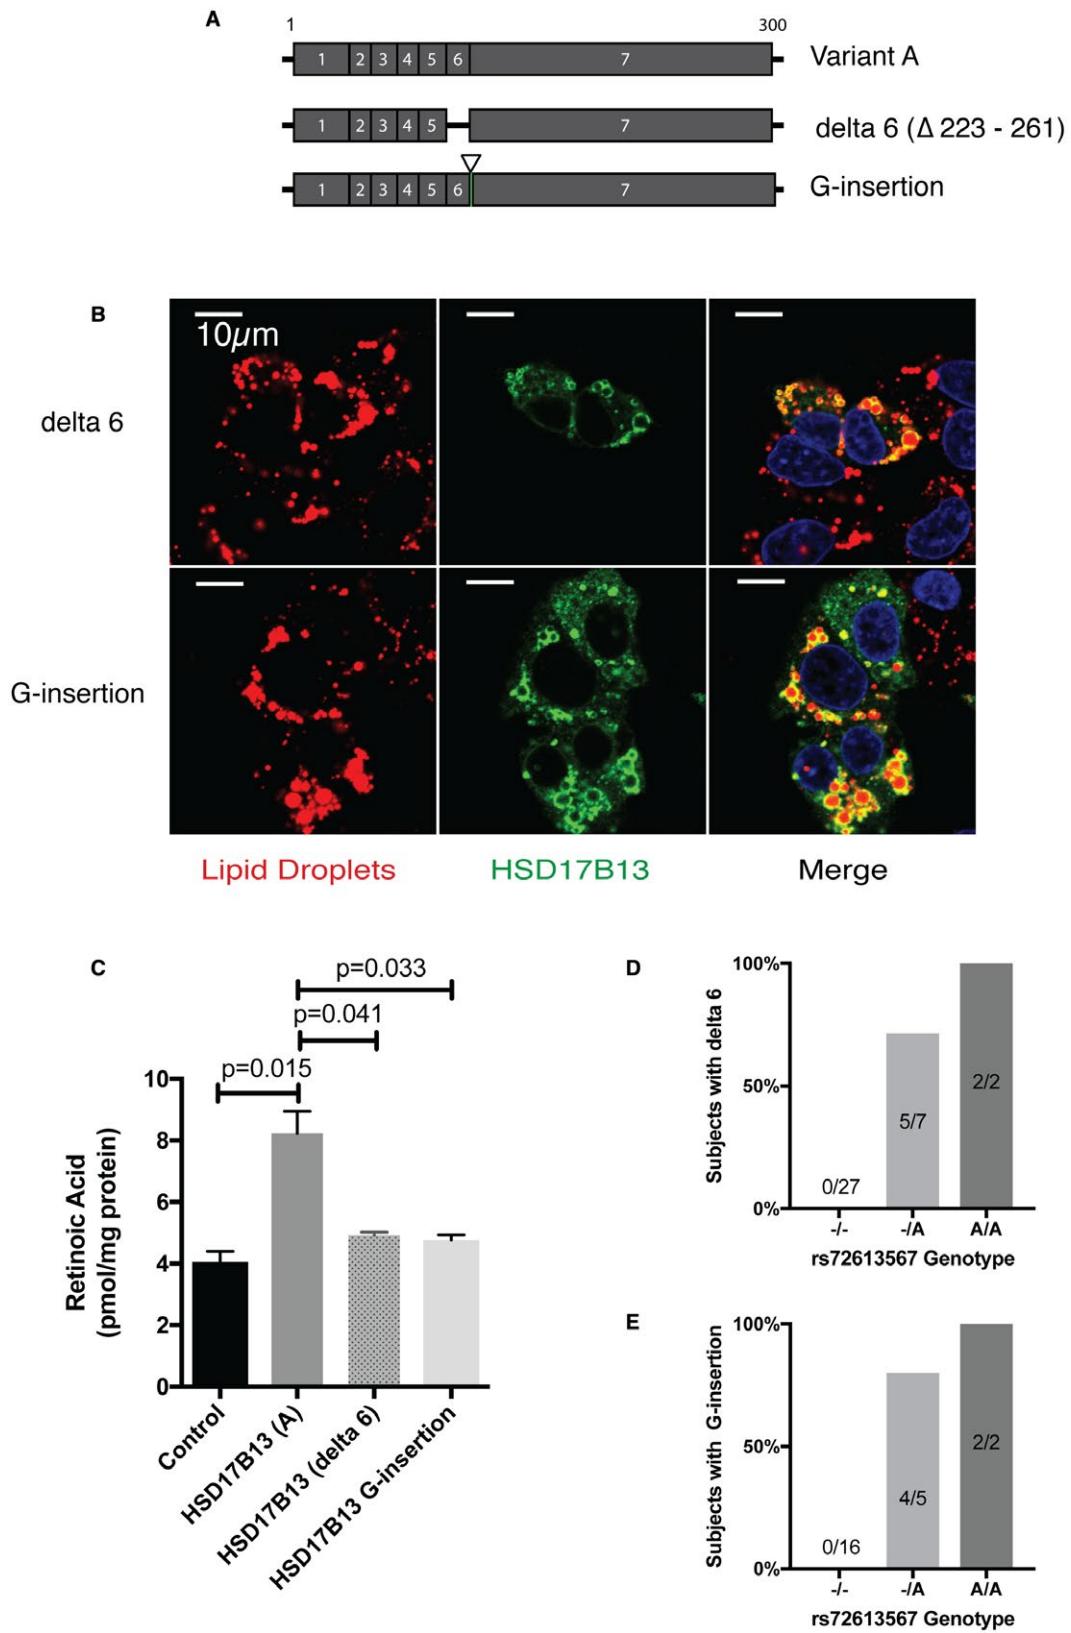 A
1 300
1 2 3 4 5 6 7 Variant A
1 2 3 4 5 7 delta 6 (Δ 223 - 261)
1 2 3 4 5 6 7 G-insertion
B
10µm
delta 6
G-insertion
Lipid Droplets HSD17B13 Merge
C
p=0.033
p=0.041
p=0.015
Retinoic Acid
(pmol/mg protein)
10
8
6
4
2
0
Control
HSD17B13 (A)
HSD17B13 (delta 6)
HSD17B13 G-insertion
D
Subjects with delta 6
100%
50%
0%
0/27
5/7
2/2
-/- -/A A/A
rs72613567 Genotype
E
Subjects with G-insertion
100%
50%
0%
0/16
4/5
2/2
-/- -/A A/A
rs72613567 Genotype